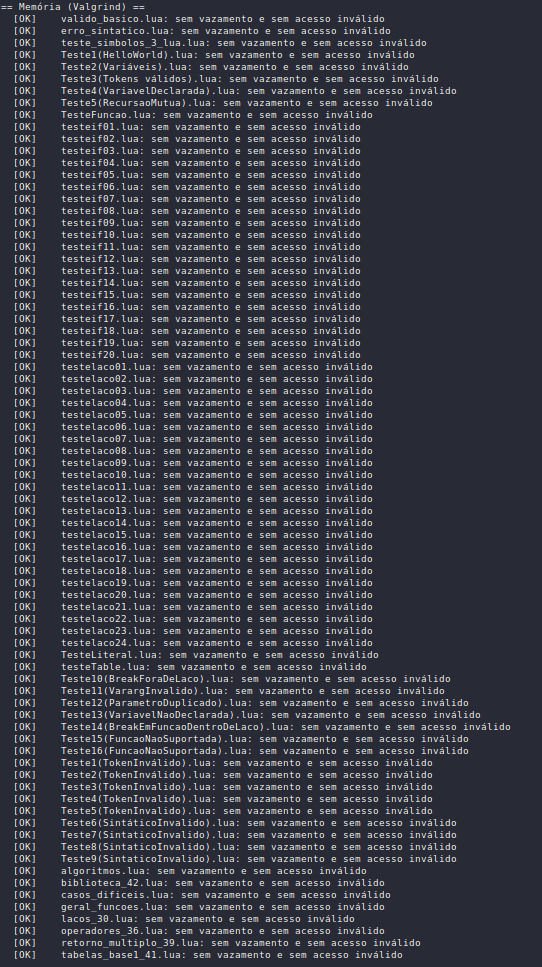 == Memória (Valgrind) ==
[OK] valido_basico.lua: sem vazamento e sem acesso inválido
[OK] erro_sintatico.lua: sem vazamento e sem acesso inválido
[OK] teste_simbolos_3_lua.lua: sem vazamento e sem acesso inválido
[OK] Teste1(HelloWorld).lua: sem vazamento e sem acesso inválido
[OK] Teste2(Variáveis).lua: sem vazamento e sem acesso inválido
[OK] Teste3(Tokens válidos).lua: sem vazamento e sem acesso inválido
[OK] Teste4(VariavelDeclarada).lua: sem vazamento e sem acesso inválido
[OK] Teste5(RecursaoMutua).lua: sem vazamento e sem acesso inválido
[OK] TesteFuncao.lua: sem vazamento e sem acesso inválido
[OK] testeif01.lua: sem vazamento e sem acesso inválido
[OK] testeif02.lua: sem vazamento e sem acesso inválido
[OK] testeif03.lua: sem vazamento e sem acesso inválido
[OK] testeif04.lua: sem vazamento e sem acesso inválido
[OK] testeif05.lua: sem vazamento e sem acesso inválido
[OK] testeif06.lua: sem vazamento e sem acesso inválido
[OK] testeif07.lua: sem vazamento e sem acesso inválido
[OK] testeif08.lua: sem vazamento e sem acesso inválido
[OK] testeif09.lua: sem vazamento e sem acesso inválido
[OK] testeif10.lua: sem vazamento e sem acesso inválido
[OK] testeif11.lua: sem vazamento e sem acesso inválido
[OK] testeif12.lua: sem vazamento e sem acesso inválido
[OK] testeif13.lua: sem vazamento e sem acesso inválido
[OK] testeif14.lua: sem vazamento e sem acesso inválido
[OK] testeif15.lua: sem vazamento e sem acesso inválido
[OK] testeif16.lua: sem vazamento e sem acesso inválido
[OK] testeif17.lua: sem vazamento e sem acesso inválido
[OK] testeif18.lua: sem vazamento e sem acesso inválido
[OK] testeif19.lua: sem vazamento e sem acesso inválido
[OK] testeif20.lua: sem vazamento e sem acesso inválido
[OK] testelaco01.lua: sem vazamento e sem acesso inválido
[OK] testelaco02.lua: sem vazamento e sem acesso inválido
[OK] testelaco03.lua: sem vazamento e sem acesso inválido
[OK] testelaco04.lua: sem vazamento e sem acesso inválido
[OK] testelaco05.lua: sem vazamento e sem acesso inválido
[OK] testelaco06.lua: sem vazamento e sem acesso inválido
[OK] testelaco07.lua: sem vazamento e sem acesso inválido
[OK] testelaco08.lua: sem vazamento e sem acesso inválido
[OK] testelaco09.lua: sem vazamento e sem acesso inválido
[OK] testelaco10.lua: sem vazamento e sem acesso inválido
[OK] testelaco11.lua: sem vazamento e sem acesso inválido
[OK] testelaco12.lua: sem vazamento e sem acesso inválido
[OK] testelaco13.lua: sem vazamento e sem acesso inválido
[OK] testelaco14.lua: sem vazamento e sem acesso inválido
[OK] testelaco15.lua: sem vazamento e sem acesso inválido
[OK] testelaco16.lua: sem vazamento e sem acesso inválido
[OK] testelaco17.lua: sem vazamento e sem acesso inválido
[OK] testelaco18.lua: sem vazamento e sem acesso inválido
[OK] testelaco19.lua: sem vazamento e sem acesso inválido
[OK] testelaco20.lua: sem vazamento e sem acesso inválido
[OK] testelaco21.lua: sem vazamento e sem acesso inválido
[OK] testelaco22.lua: sem vazamento e sem acesso inválido
[OK] testelaco23.lua: sem vazamento e sem acesso inválido
[OK] testelaco24.lua: sem vazamento e sem acesso inválido
[OK] TesteLiteral.lua: sem vazamento e sem acesso inválido
[OK] testeTable.lua: sem vazamento e sem acesso inválido
[OK] Teste10(BreakForaDeLaco).lua: sem vazamento e sem acesso inválido
[OK] Teste11(VarargInvalido).lua: sem vazamento e sem acesso inválido
[OK] Teste12(ParametroDuplicado).lua: sem vazamento e sem acesso inválido
[OK] Teste13(VariavelNaoDeclarada).lua: sem vazamento e sem acesso inválido
[OK] Teste14(BreakEmFuncaoDentroDeLaco).lua: sem vazamento e sem acesso inválido
[OK] Teste15(FuncaoNaoSuportada).lua: sem vazamento e sem acesso inválido
[OK] Teste16(FuncaoNaoSuportada).lua: sem vazamento e sem acesso inválido
[OK] Teste1(TokenInválido).lua: sem vazamento e sem acesso inválido
[OK] Teste2(TokenInválido).lua: sem vazamento e sem acesso inválido
[OK] Teste3(TokenInválido).lua: sem vazamento e sem acesso inválido
[OK] Teste4(TokenInvalido).lua: sem vazamento e sem acesso inválido
[OK] Teste5(TokenInvalido).lua: sem vazamento e sem acesso inválido
[OK] Teste6(SintáticoInvalido).lua: sem vazamento e sem acesso inválido
[OK] Teste7(SintaticoInvalido).lua: sem vazamento e sem acesso inválido
[OK] Teste8(SintaticoInvalido).lua: sem vazamento e sem acesso inválido
[OK] Teste9(SintaticoInvalido).lua: sem vazamento e sem acesso inválido
[OK] algoritmos.lua: sem vazamento e sem acesso inválido
[OK] biblioteca_42.lua: sem vazamento e sem acesso inválido
[OK] casos_dificeis.lua: sem vazamento e sem acesso inválido
[OK] geral_funcoes.lua: sem vazamento e sem acesso inválido
[OK] lacos_30.lua: sem vazamento e sem acesso inválido
[OK] operadores_36.lua: sem vazamento e sem acesso inválido
[OK] retorno_multiplo_39.lua: sem vazamento e sem acesso inválido
[OK] tabelas_base1_41.lua: sem vazamento e sem acesso inválido